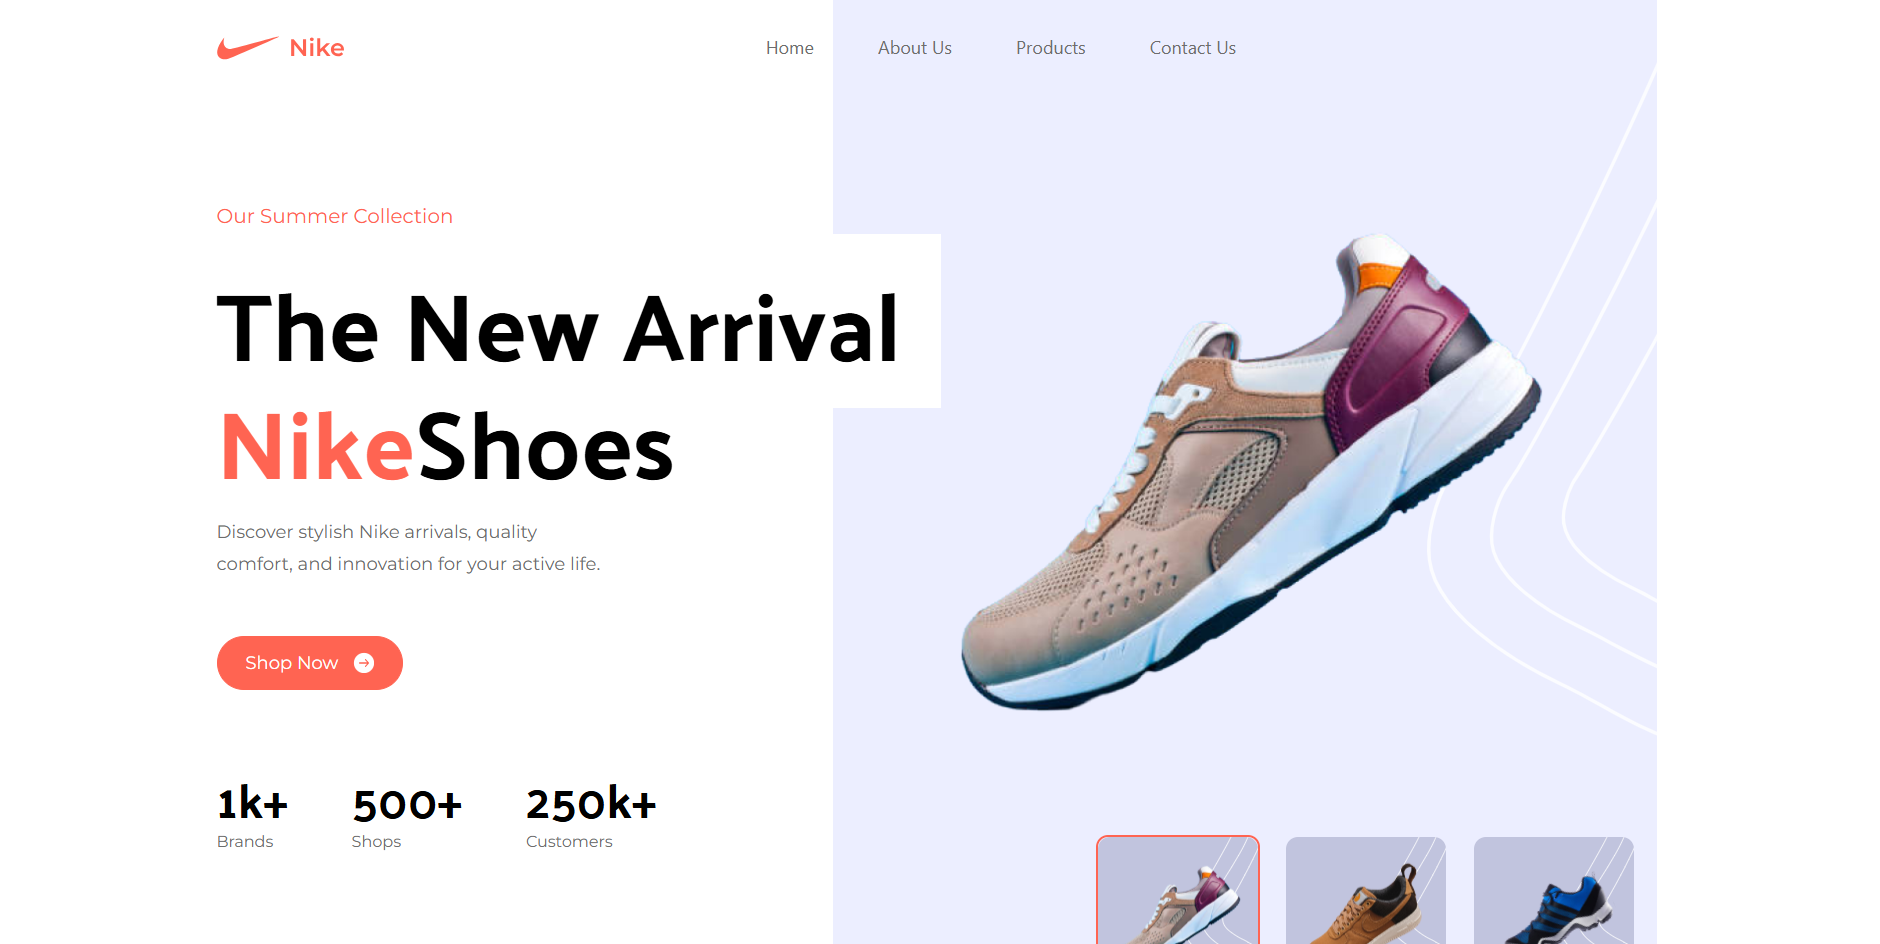 Nike
Home About Us Products Contact Us
Our Summer Collection
The New Arrival
NikeShoes
Discover stylish Nike arrivals, quality
comfort, and innovation for your active life.
Shop Now
1k+ 500+ 250k+
Brands Shops Customers